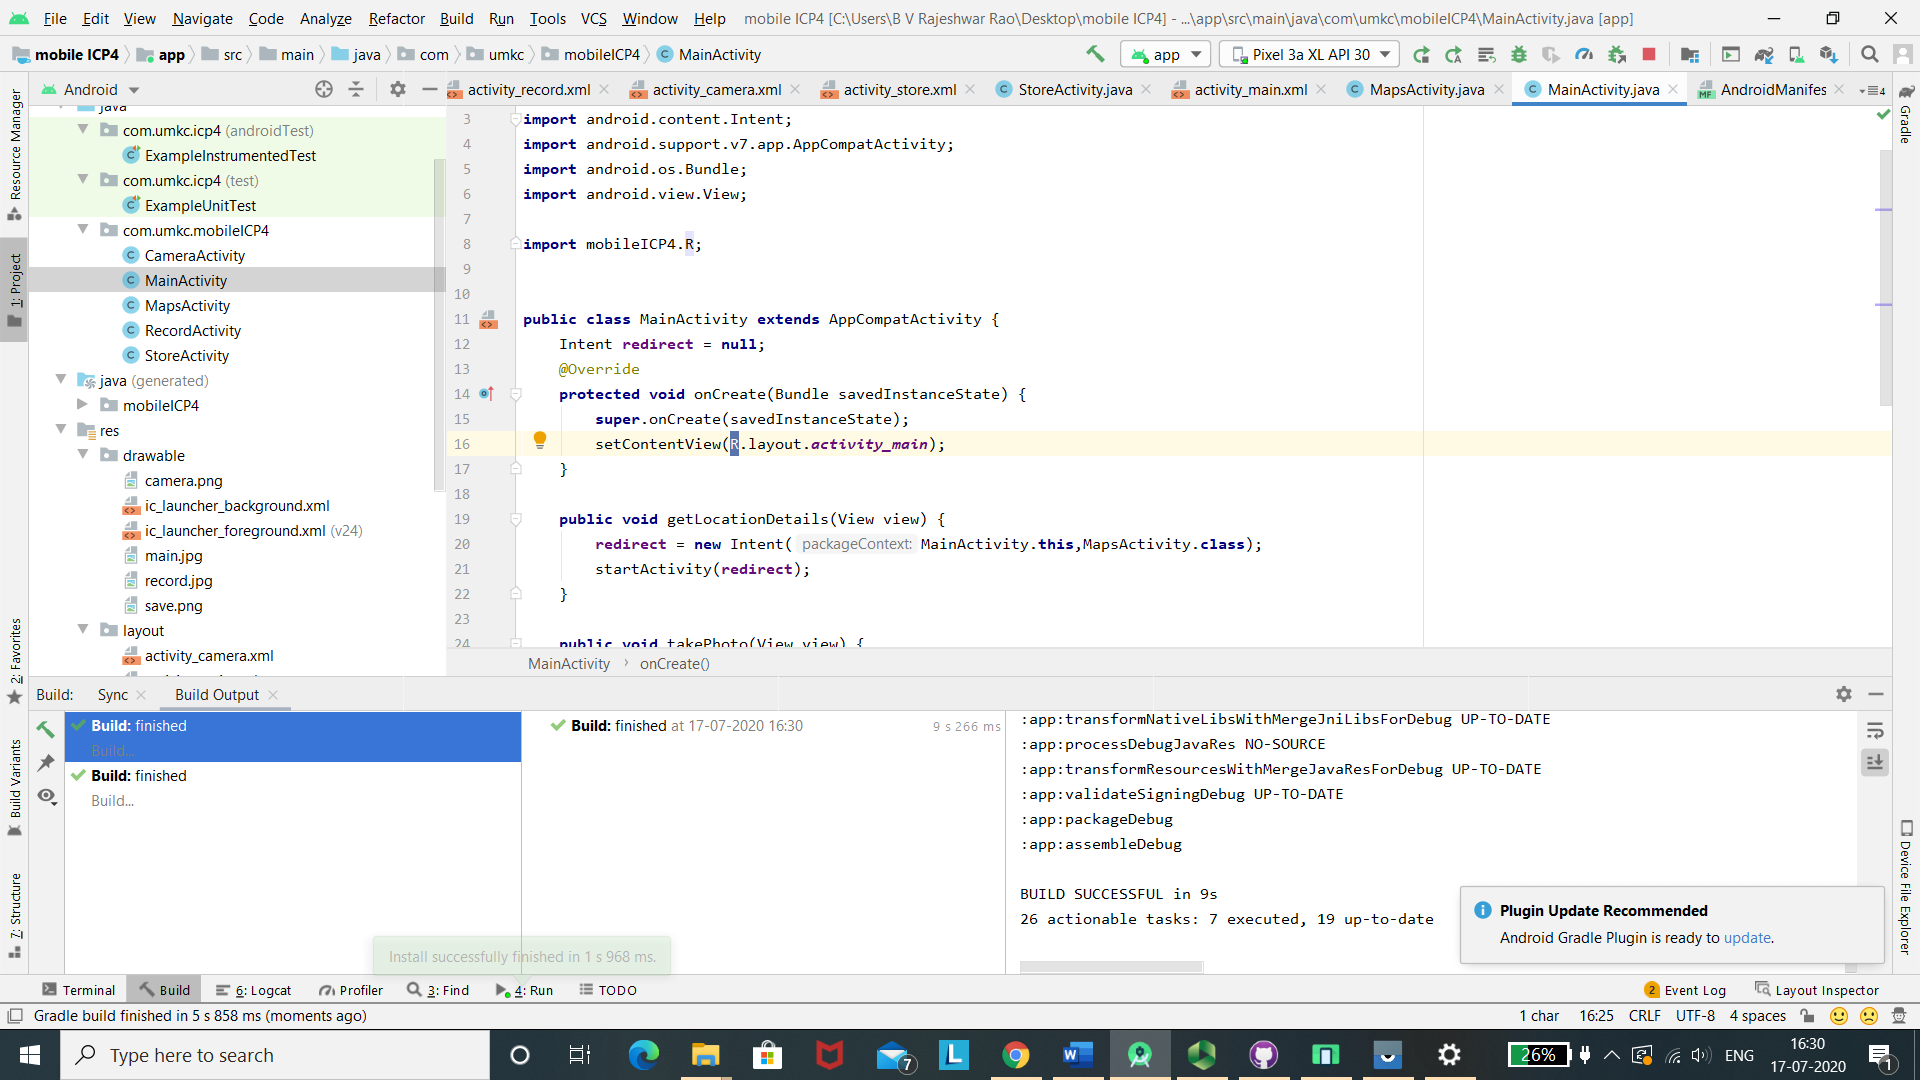 File Edit View Navigate Code Analyze Refactor Build Run Tools VCS Window Help mobile ICP4 [C:\Users\B V Rajeshwar Rao\Desktop\mobile ICP4] - ...\app\src\main\java\com\umkc\mobileICP4\MainActivity.java [app]
mobile ICP4 app src main java com umkc mobileICP4 MainActivity app Pixel 3a XL API 30
Android activity_record.xml activity_camera.xml activity_store.xml StoreActivity.java activity_main.xml MapsActivity.java MainActivity.java AndroidManifes 4
java
com.umkc.icp4 (androidTest)
ExampleInstrumentedTest
com.umkc.icp4 (test)
ExampleUnitTest
com.umkc.mobileICP4
CameraActivity
MainActivity
MapsActivity
RecordActivity
StoreActivity
java (generated)
mobileICP4
res
drawable
camera.png
ic_launcher_background.xml
ic_launcher_foreground.xml (v24)
main.jpg
record.jpg
save.png
layout
activity_camera.xml
3 import android.content.Intent;
4 import android.support.v7.app.AppCompatActivity;
5 import android.os.Bundle;
6 import android.view.View;
7
8 import mobileICP4.R;
9
10
11 public class MainActivity extends AppCompatActivity {
12 Intent redirect = null;
13 @Override
14 protected void onCreate(Bundle savedInstanceState) {
15 super.onCreate(savedInstanceState);
16 setContentView(R.layout.activity_main);
17 }
18
19 public void getLocationDetails(View view) {
20 redirect = new Intent( packageContext: MainActivity.this,MapsActivity.class);
21 startActivity(redirect);
22 }
23
24 public void takePhoto(View view) {
MainActivity onCreate()
Resource Manager
1: Project
2: Favorites
Build Variants
7: Structure
Gradle
Device File Explorer
Build: Sync Build Output
Build: finished
Build...
Build: finished
Build...
Build: finished at 17-07-2020 16:30 9 s 266 ms
:app:transformNativeLibsWithMergeJniLibsForDebug UP-TO-DATE
:app:processDebugJavaRes NO-SOURCE
:app:transformResourcesWithMergeJavaResForDebug UP-TO-DATE
:app:validateSigningDebug UP-TO-DATE
:app:packageDebug
:app:assembleDebug
BUILD SUCCESSFUL in 9s
26 actionable tasks: 7 executed, 19 up-to-date
Plugin Update Recommended
Android Gradle Plugin is ready to update.
Install successfully finished in 1 s 968 ms.
Terminal Build 6: Logcat Profiler 3: Find 4: Run TODO 2 Event Log Layout Inspector
Gradle build finished in 5 s 858 ms (moments ago) 1 char 16:25 CRLF UTF-8 4 spaces
Type here to search 7 L W 26% ENG 16:30
17-07-2020 1